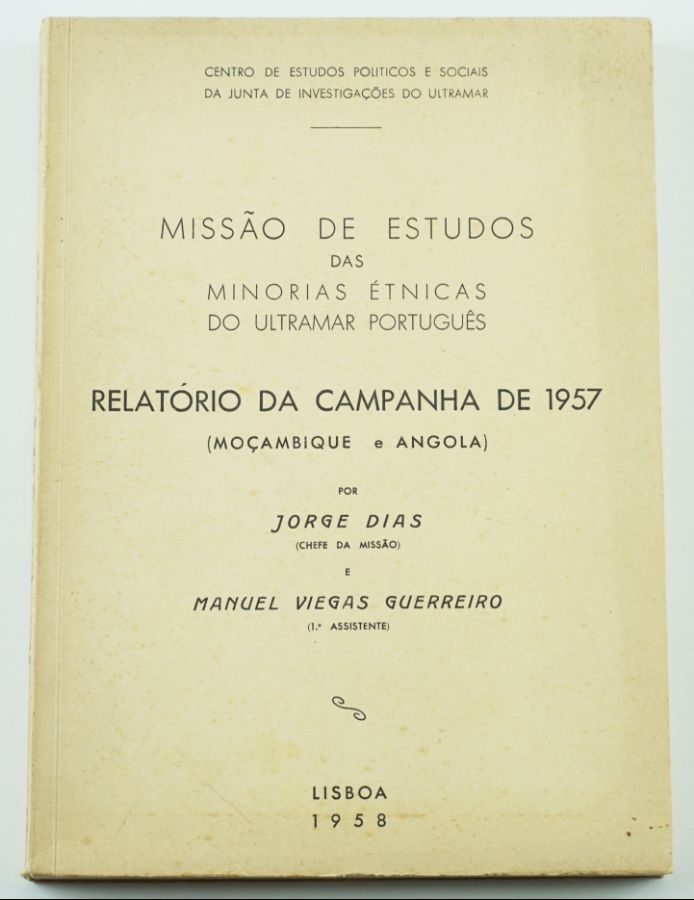 CENTRO DE ESTUDOS POLITICOS E SOCIAIS
DA JUNTA DE INVESTIGAÇÕES DO ULTRAMAR
MISSÃO DE ESTUDOS
DAS
MINORIAS ÉTNICAS
DO ULTRAMAR PORTUGUÊS
RELATÓRIO DA CAMPANHA DE 1957
(MOÇAMBIQUE e ANGOLA)
POR
JORGE DIAS
(CHEFE DA MISSÃO)
E
MANUEL VIEGAS GUERREIRO
(1.º ASSISTENTE)
LISBOA
1958